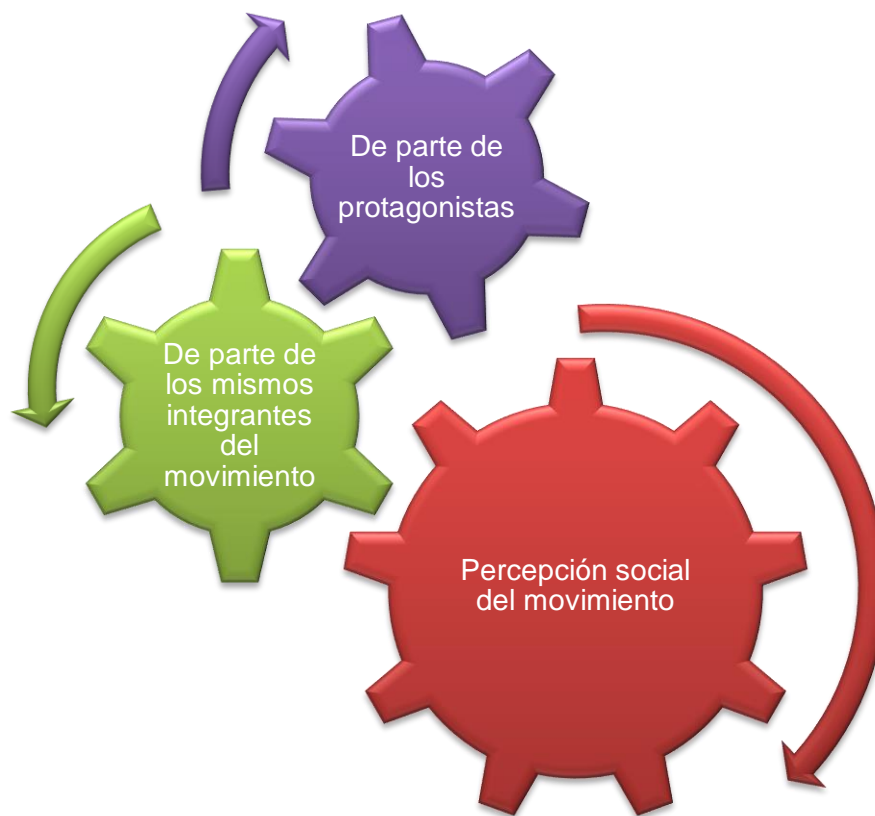 De parte de
los
protagonistas
De parte de
los mismos
integrantes
del
movimiento
Percepción social
del movimiento